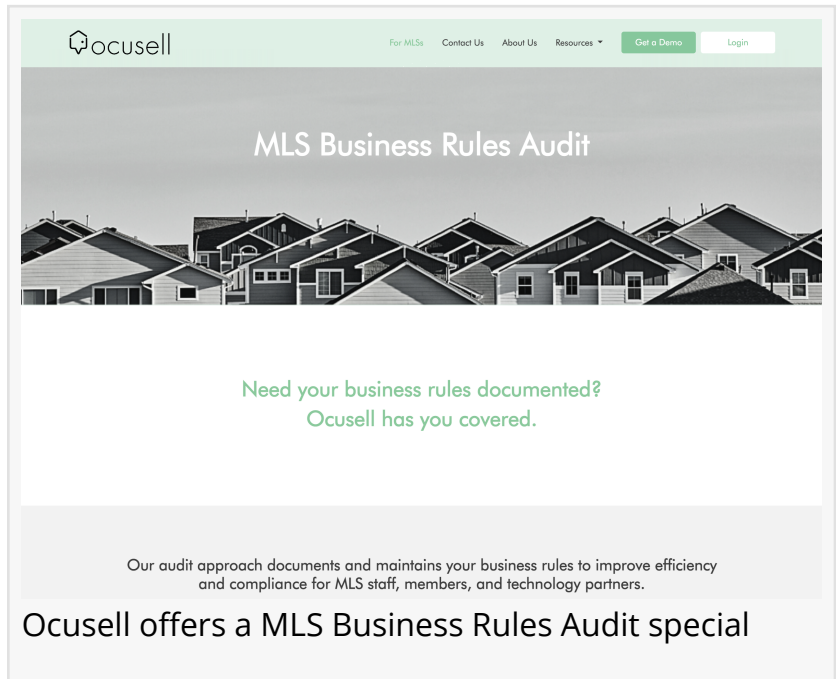 ocusell
For MLSs Contact Us About Us Resources Get a Demo Login
MLS Business Rules Audit
Need your business rules documented?
Ocusell has you covered.
Our audit approach documents and maintains your business rules to improve efficiency
and compliance for MLS staff, members, and technology partners.
Ocusell offers a MLS Business Rules Audit special